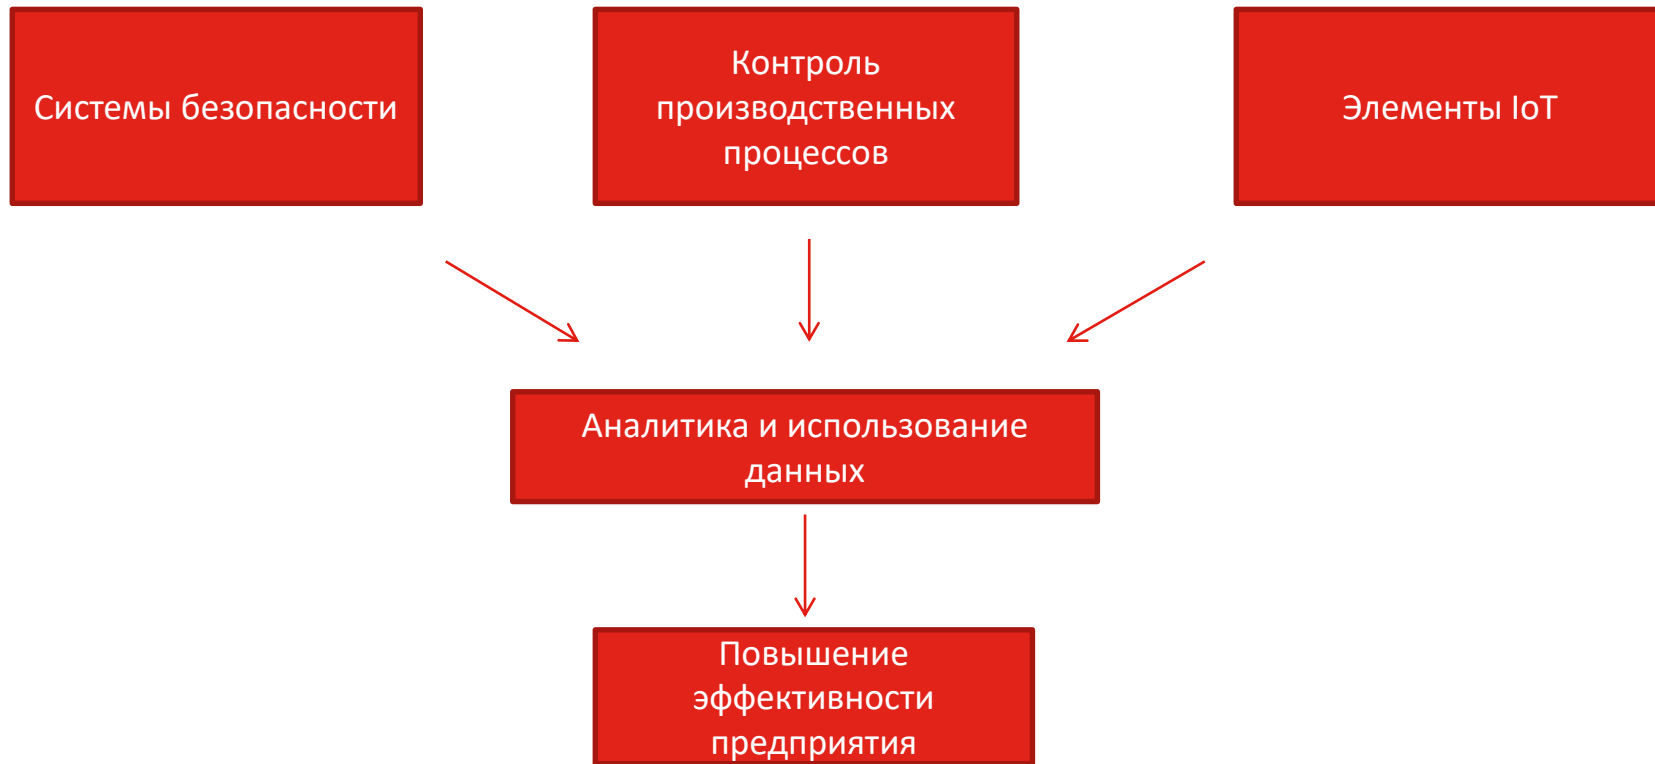 Системы безопасности
Контроль
производственных
процессов
Элементы IoT
Аналитика и использование
данных
Повышение
эффективности
предприятия